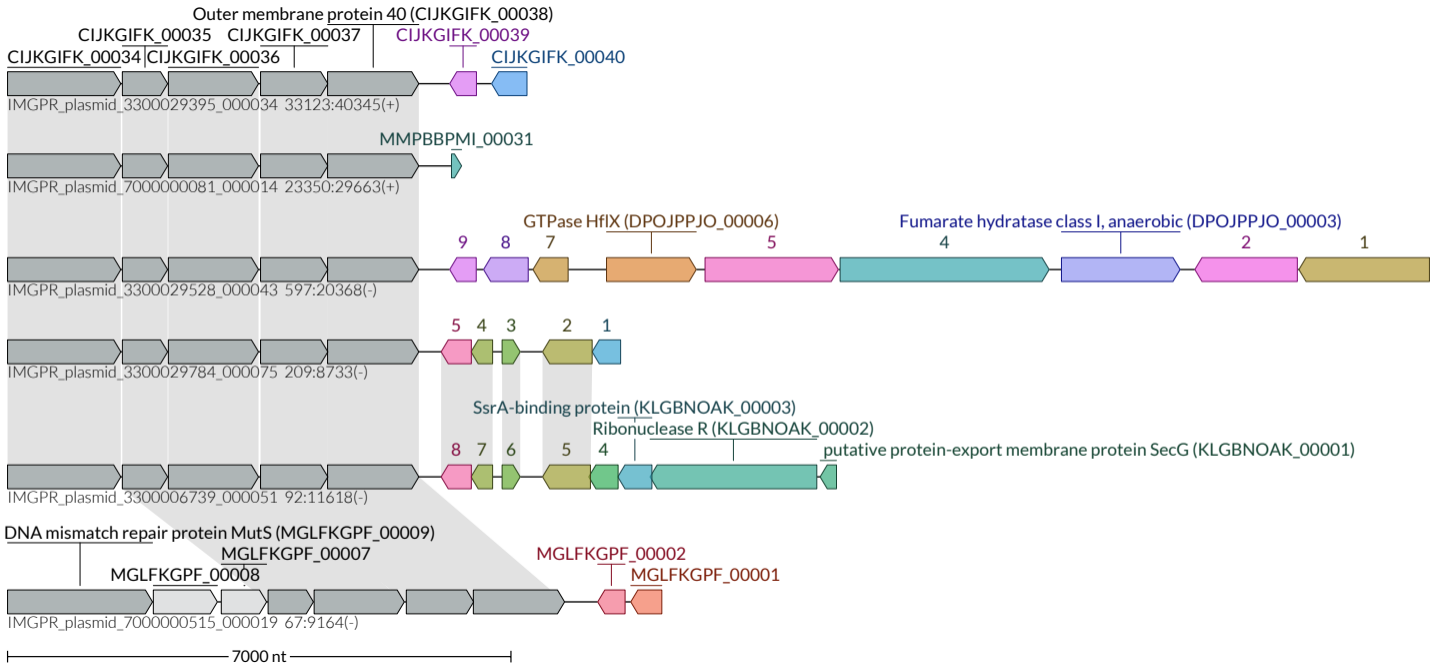 Outer membrane protein 40 (CIJKGIFK_00038)
CIJKGIFK_00035 CIJKGIFK_00037 CIJKGIFK_00039
CIJKGIFK_00034 CIJKGIFK_00036 CIJKGIFK_00040
IMGPR_plasmid_3300029395_000034 33123:40345(+)
MMPBBPMI_00031
IMGPR_plasmid_7000000081_000014 23350:29663(+)
GTPase HflX (DPOJPPJO_00006) Fumarate hydratase class I, anaerobic (DPOJPPJO_00003)
9 8 7 5 4 2 1
IMGPR_plasmid_3300029528_000043 597:20368(-)
5 4 3 2 1
IMGPR_plasmid_3300029784_000075 209:8733(-)
SsrA-binding protein (KLGBNOAK_00003)
Ribonuclease R (KLGBNOAK_00002)
8 7 6 5 4 putative protein-export membrane protein SecG (KLGBNOAK_00001)
IMGPR_plasmid_3300006739_000051 92:11618(-)
DNA mismatch repair protein MutS (MGLFKGPF_00009)
MGLFKGPF_00007 MGLFKGPF_00002
MGLFKGPF_00008 MGLFKGPF_00001
IMGPR_plasmid_7000000515_000019 67:9164(-)
7000 nt